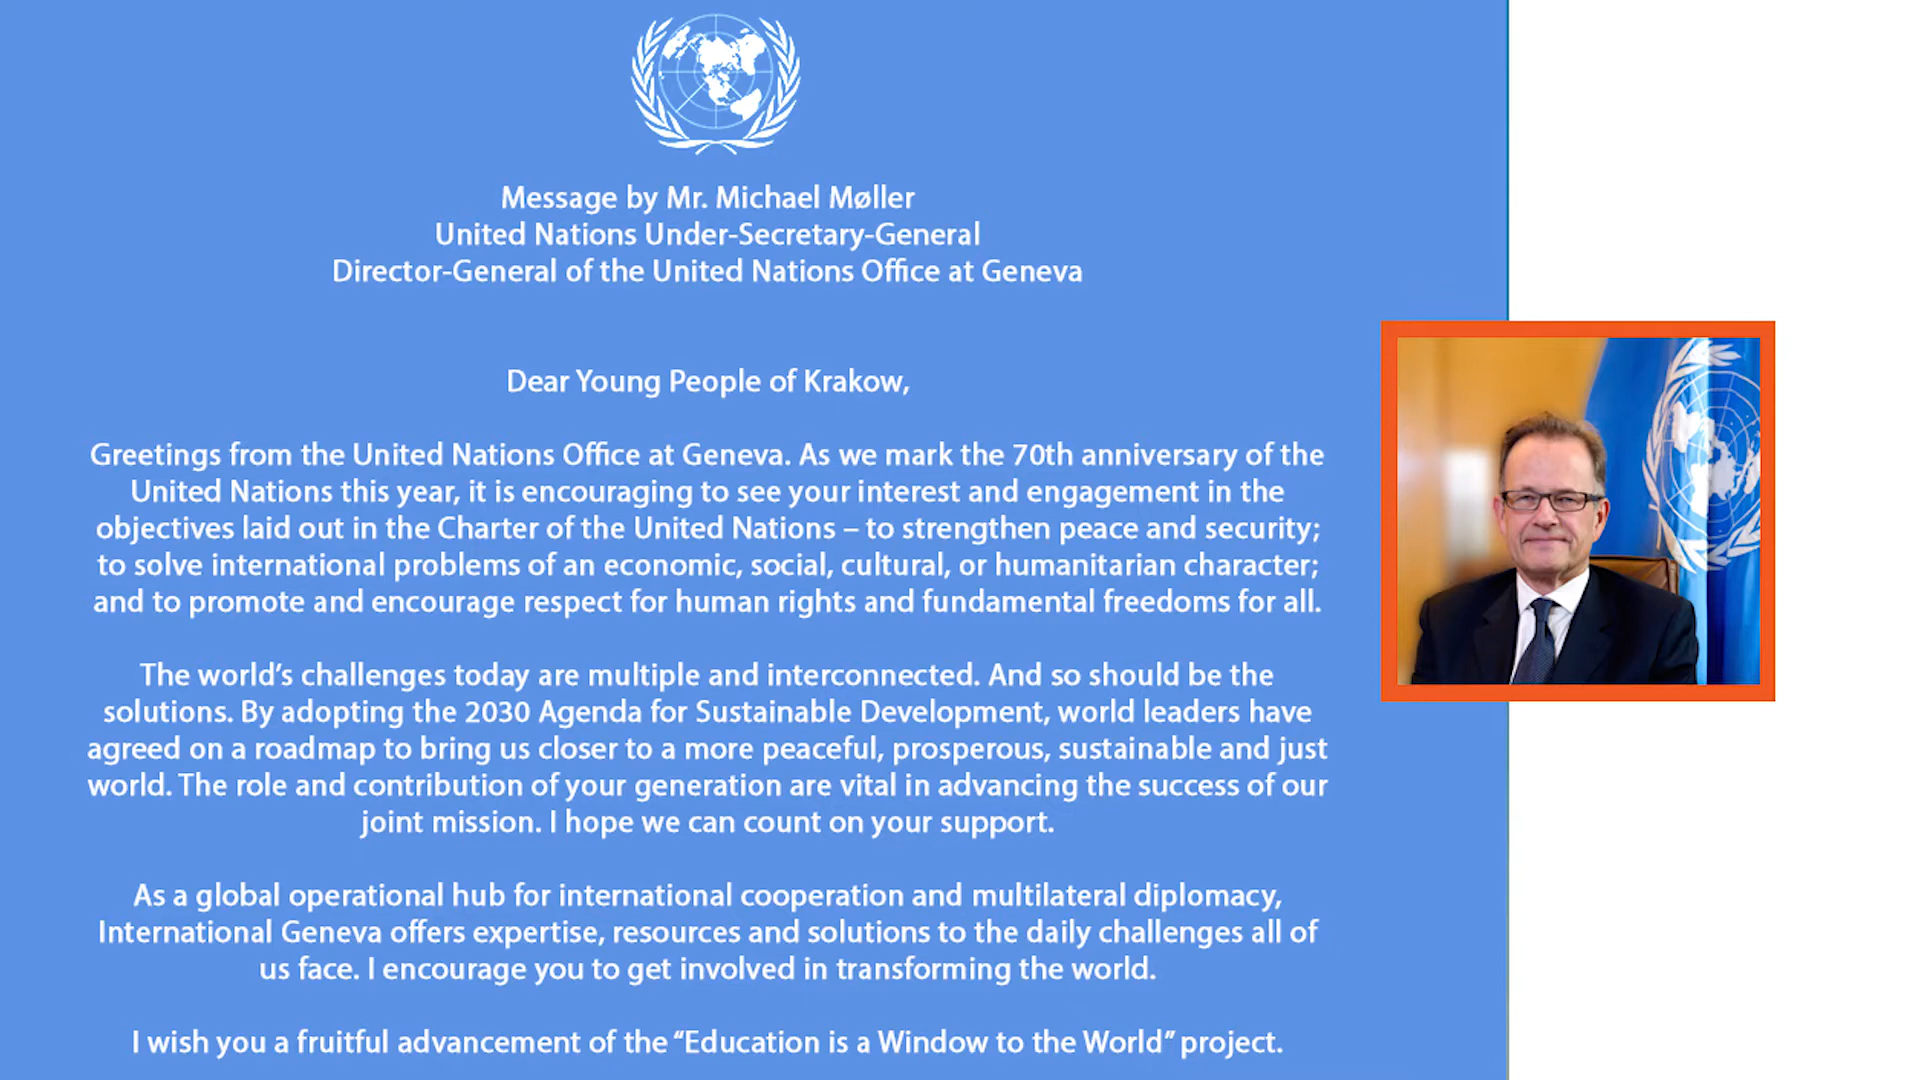 Message by Mr. Michael Møller
United Nations Under-Secretary-General
Director-General of the United Nations Office at Geneva
Dear Young People of Krakow,
Greetings from the United Nations Office at Geneva. As we mark the 70th anniversary of the
United Nations this year, it is encouraging to see your interest and engagement in the
objectives laid out in the Charter of the United Nations – to strengthen peace and security;
to solve international problems of an economic, social, cultural, or humanitarian character;
and to promote and encourage respect for human rights and fundamental freedoms for all.
The world’s challenges today are multiple and interconnected. And so should be the
solutions. By adopting the 2030 Agenda for Sustainable Development, world leaders have
agreed on a roadmap to bring us closer to a more peaceful, prosperous, sustainable and just
world. The role and contribution of your generation are vital in advancing the success of our
joint mission. I hope we can count on your support.
As a global operational hub for international cooperation and multilateral diplomacy,
International Geneva offers expertise, resources and solutions to the daily challenges all of
us face. I encourage you to get involved in transforming the world.
I wish you a fruitful advancement of the “Education is a Window to the World” project.